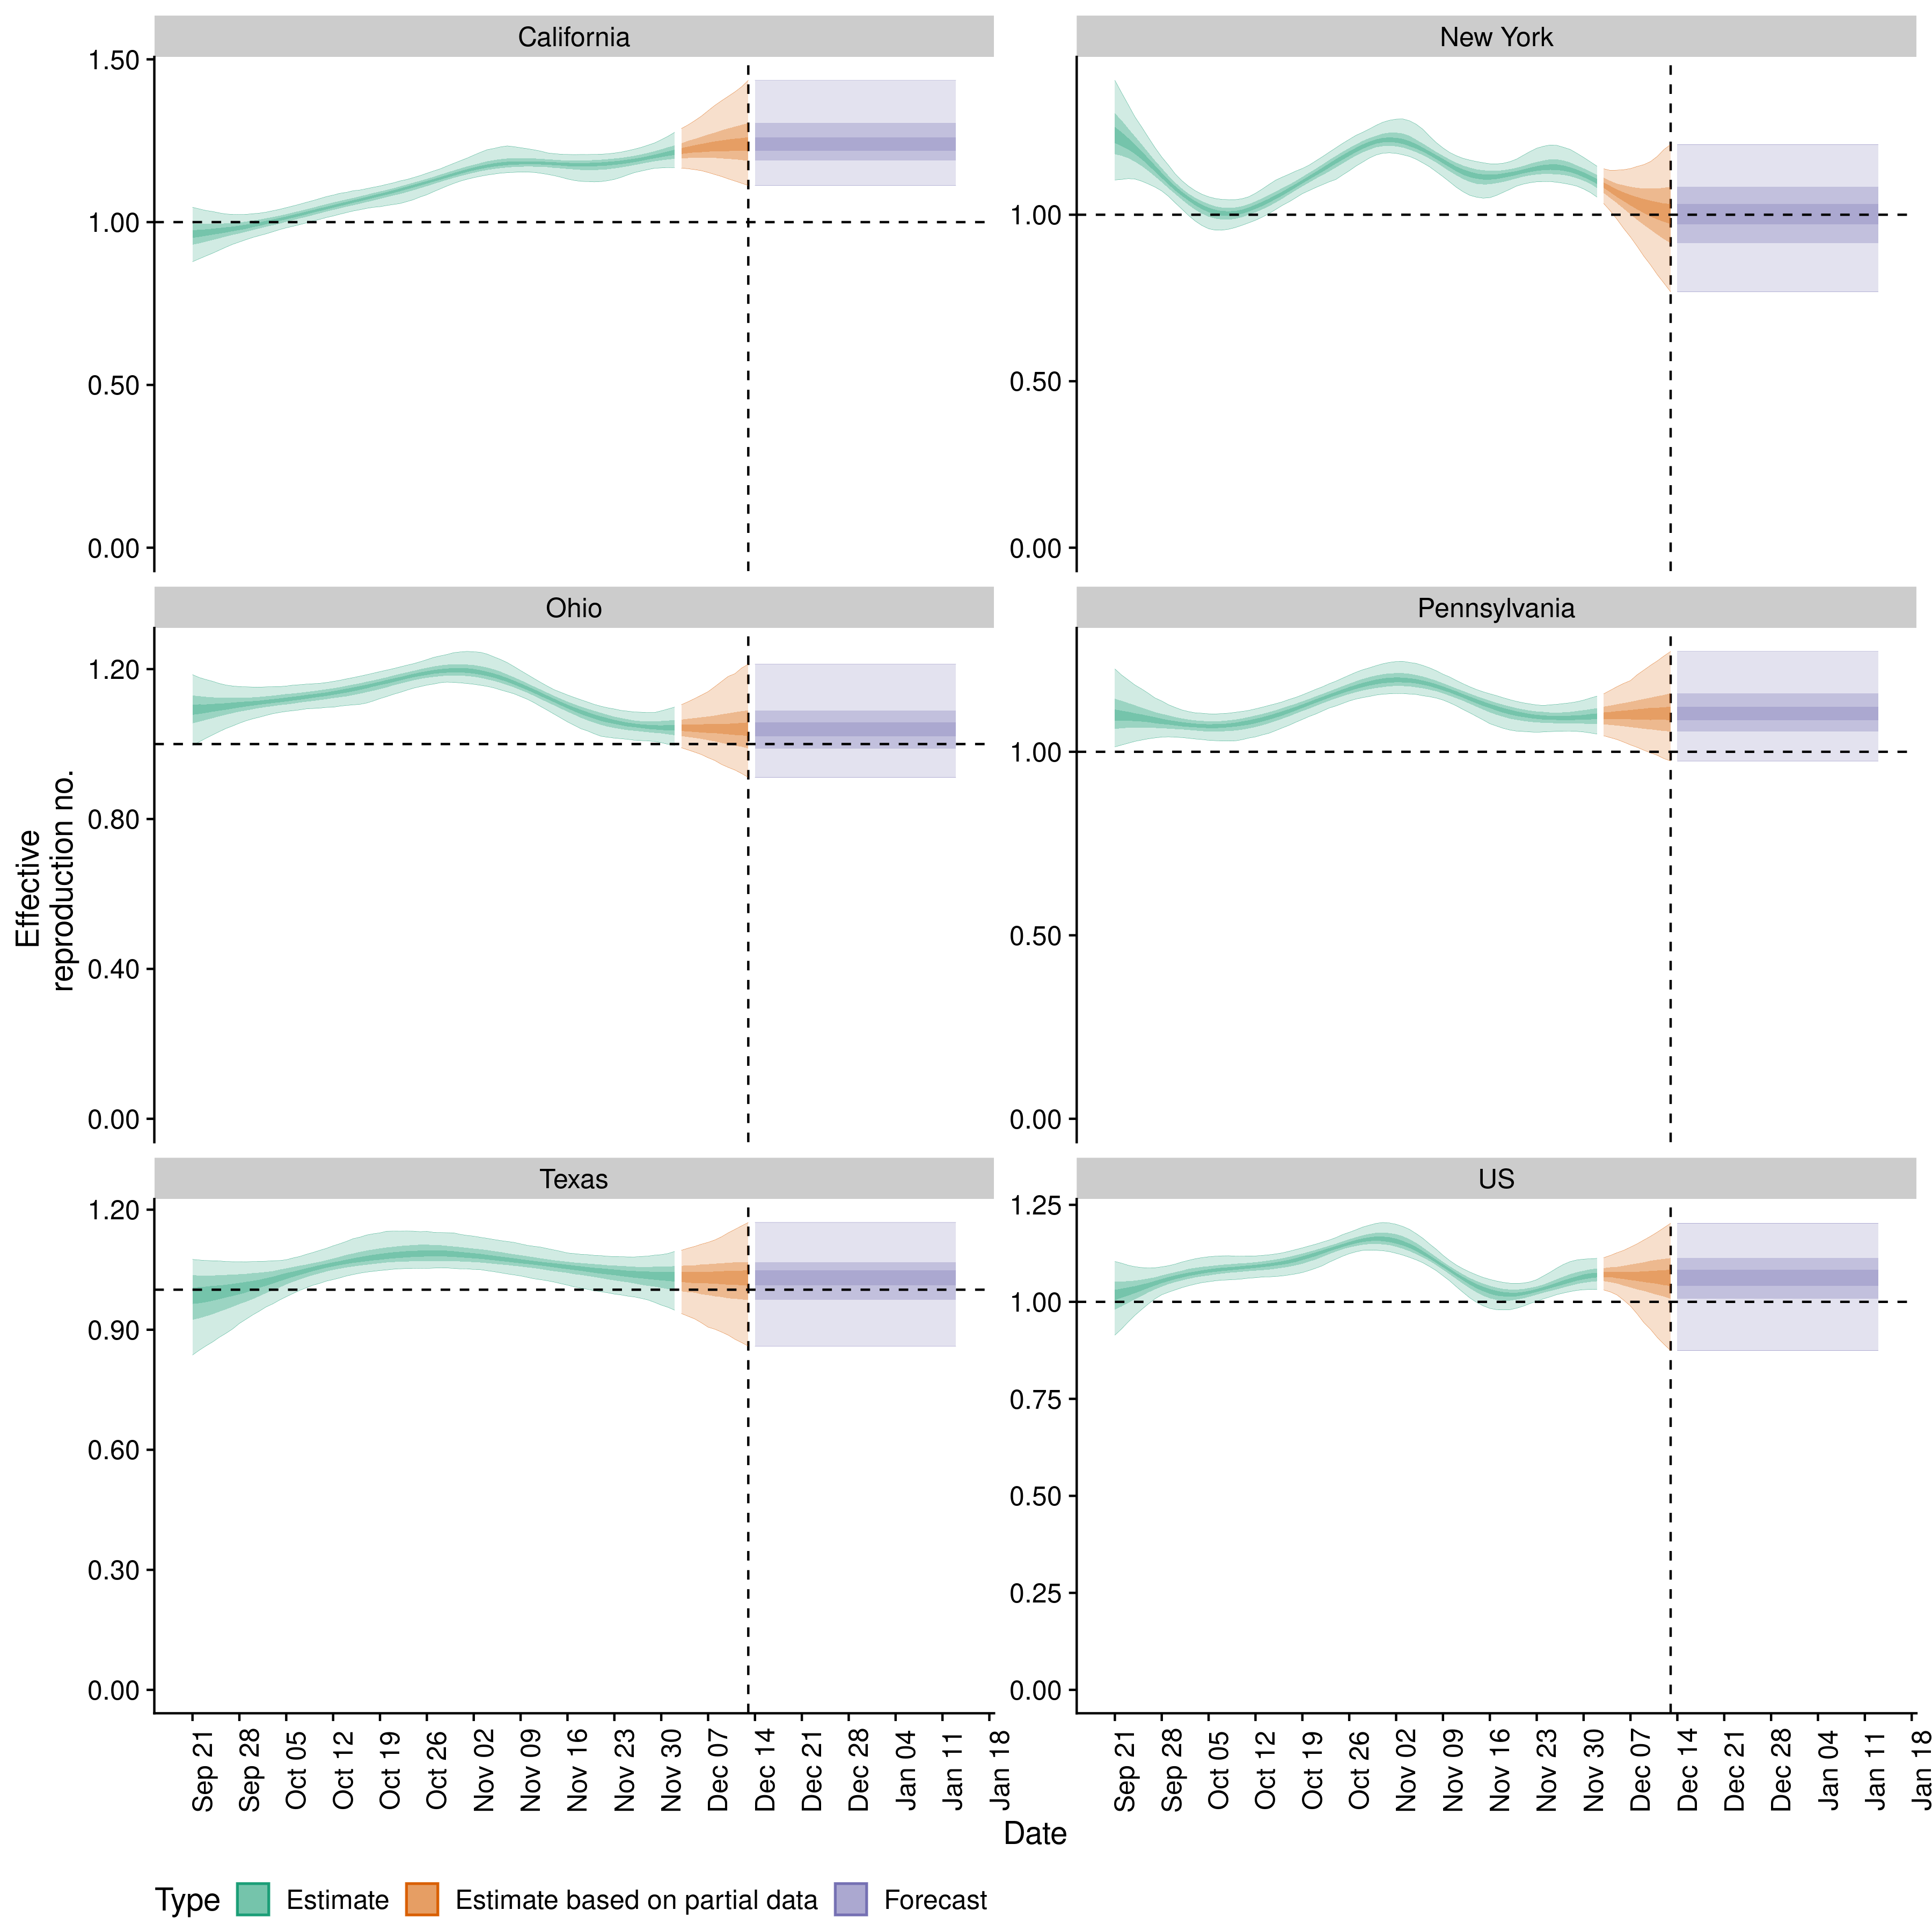 California
New York
1.50
1.00
0.50
0.00
1.00
0.50
0.00
Ohio
Pennsylvania
1.20
0.80
0.40
0.00
1.00
0.50
0.00
Effective
reproduction no.
Texas
US
1.20
0.90
0.60
0.30
0.00
1.25
1.00
0.75
0.50
0.25
0.00
Sep 21
Sep 28
Oct 05
Oct 12
Oct 19
Oct 26
Nov 02
Nov 09
Nov 16
Nov 23
Nov 30
Dec 07
Dec 14
Dec 21
Dec 28
Jan 04
Jan 11
Jan 18
Sep 21
Sep 28
Oct 05
Oct 12
Oct 19
Oct 26
Nov 02
Nov 09
Nov 16
Nov 23
Nov 30
Dec 07
Dec 14
Dec 21
Dec 28
Jan 04
Jan 11
Jan 18
Date
Type Estimate Estimate based on partial data Forecast